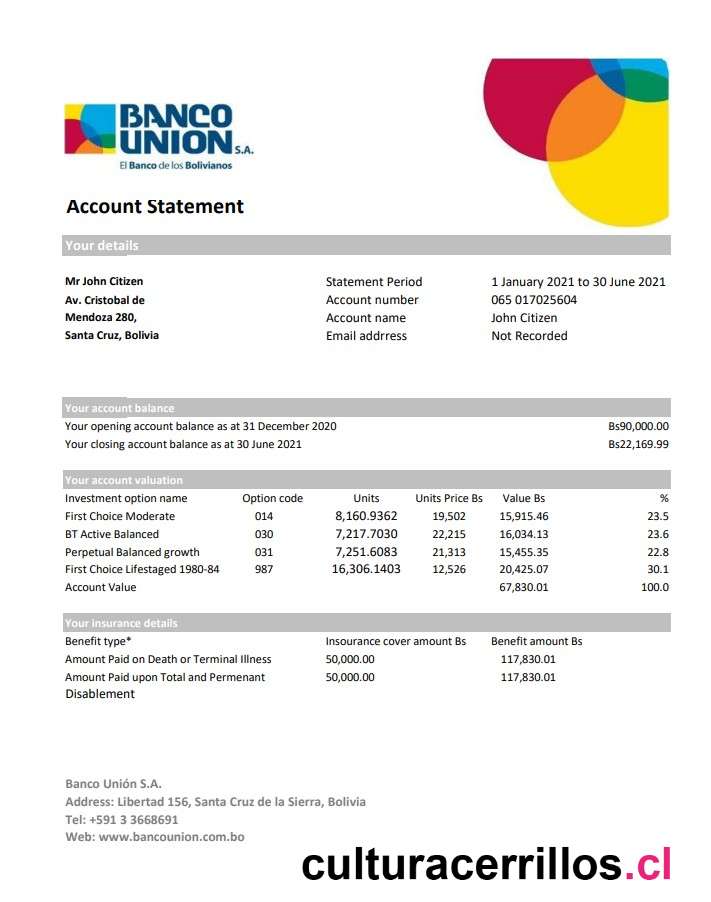 BANCO
UNION S.A.
El Banco de los Bolivianos
Account Statement
Your details
Mr John Citizen Statement Period 1 January 2021 to 30 June 2021
Av. Cristobal de Account number 065 017025604
Mendoza 280, Account name John Citizen
Santa Cruz, Bolivia Email adrress Not Recorded
Your account balance
Your opening account balance as at 31 December 2020 Bs90,000.00
Your closing account balance as at 30 June 2021 Bs22,169.99
Your account valuation
Investment option name Option code Units Units Price Bs Value Bs %
First Choice Moderate 014 8,160.9362 19,502 15,915.46 23.5
BT Active Balanced 030 7,217.7030 22,215 16,034.13 23.6
Perpetual Balanced growth 031 7,251.6083 21,313 15,455.35 22.8
First Choice Lifestaged 1980-84 987 16,306.1403 12,526 20,425.07 30.1
Account Value 67,830.01 100.0
Your insurance details
Benefit type* Insourance cover amount Bs Benefit amount Bs
Amount Paid on Death or Terminal Illness 50,000.00 117,830.01
Amount Paid upon Total and Permenant 50,000.00 117,830.01
Disablement
Banco Unión S.A.
Address: Libertad 156, Santa Cruz de la Sierra, Bolivia
Tel: +591 3 3668691
Web: www.bancounion.com.bo
culturacerrillos.cl